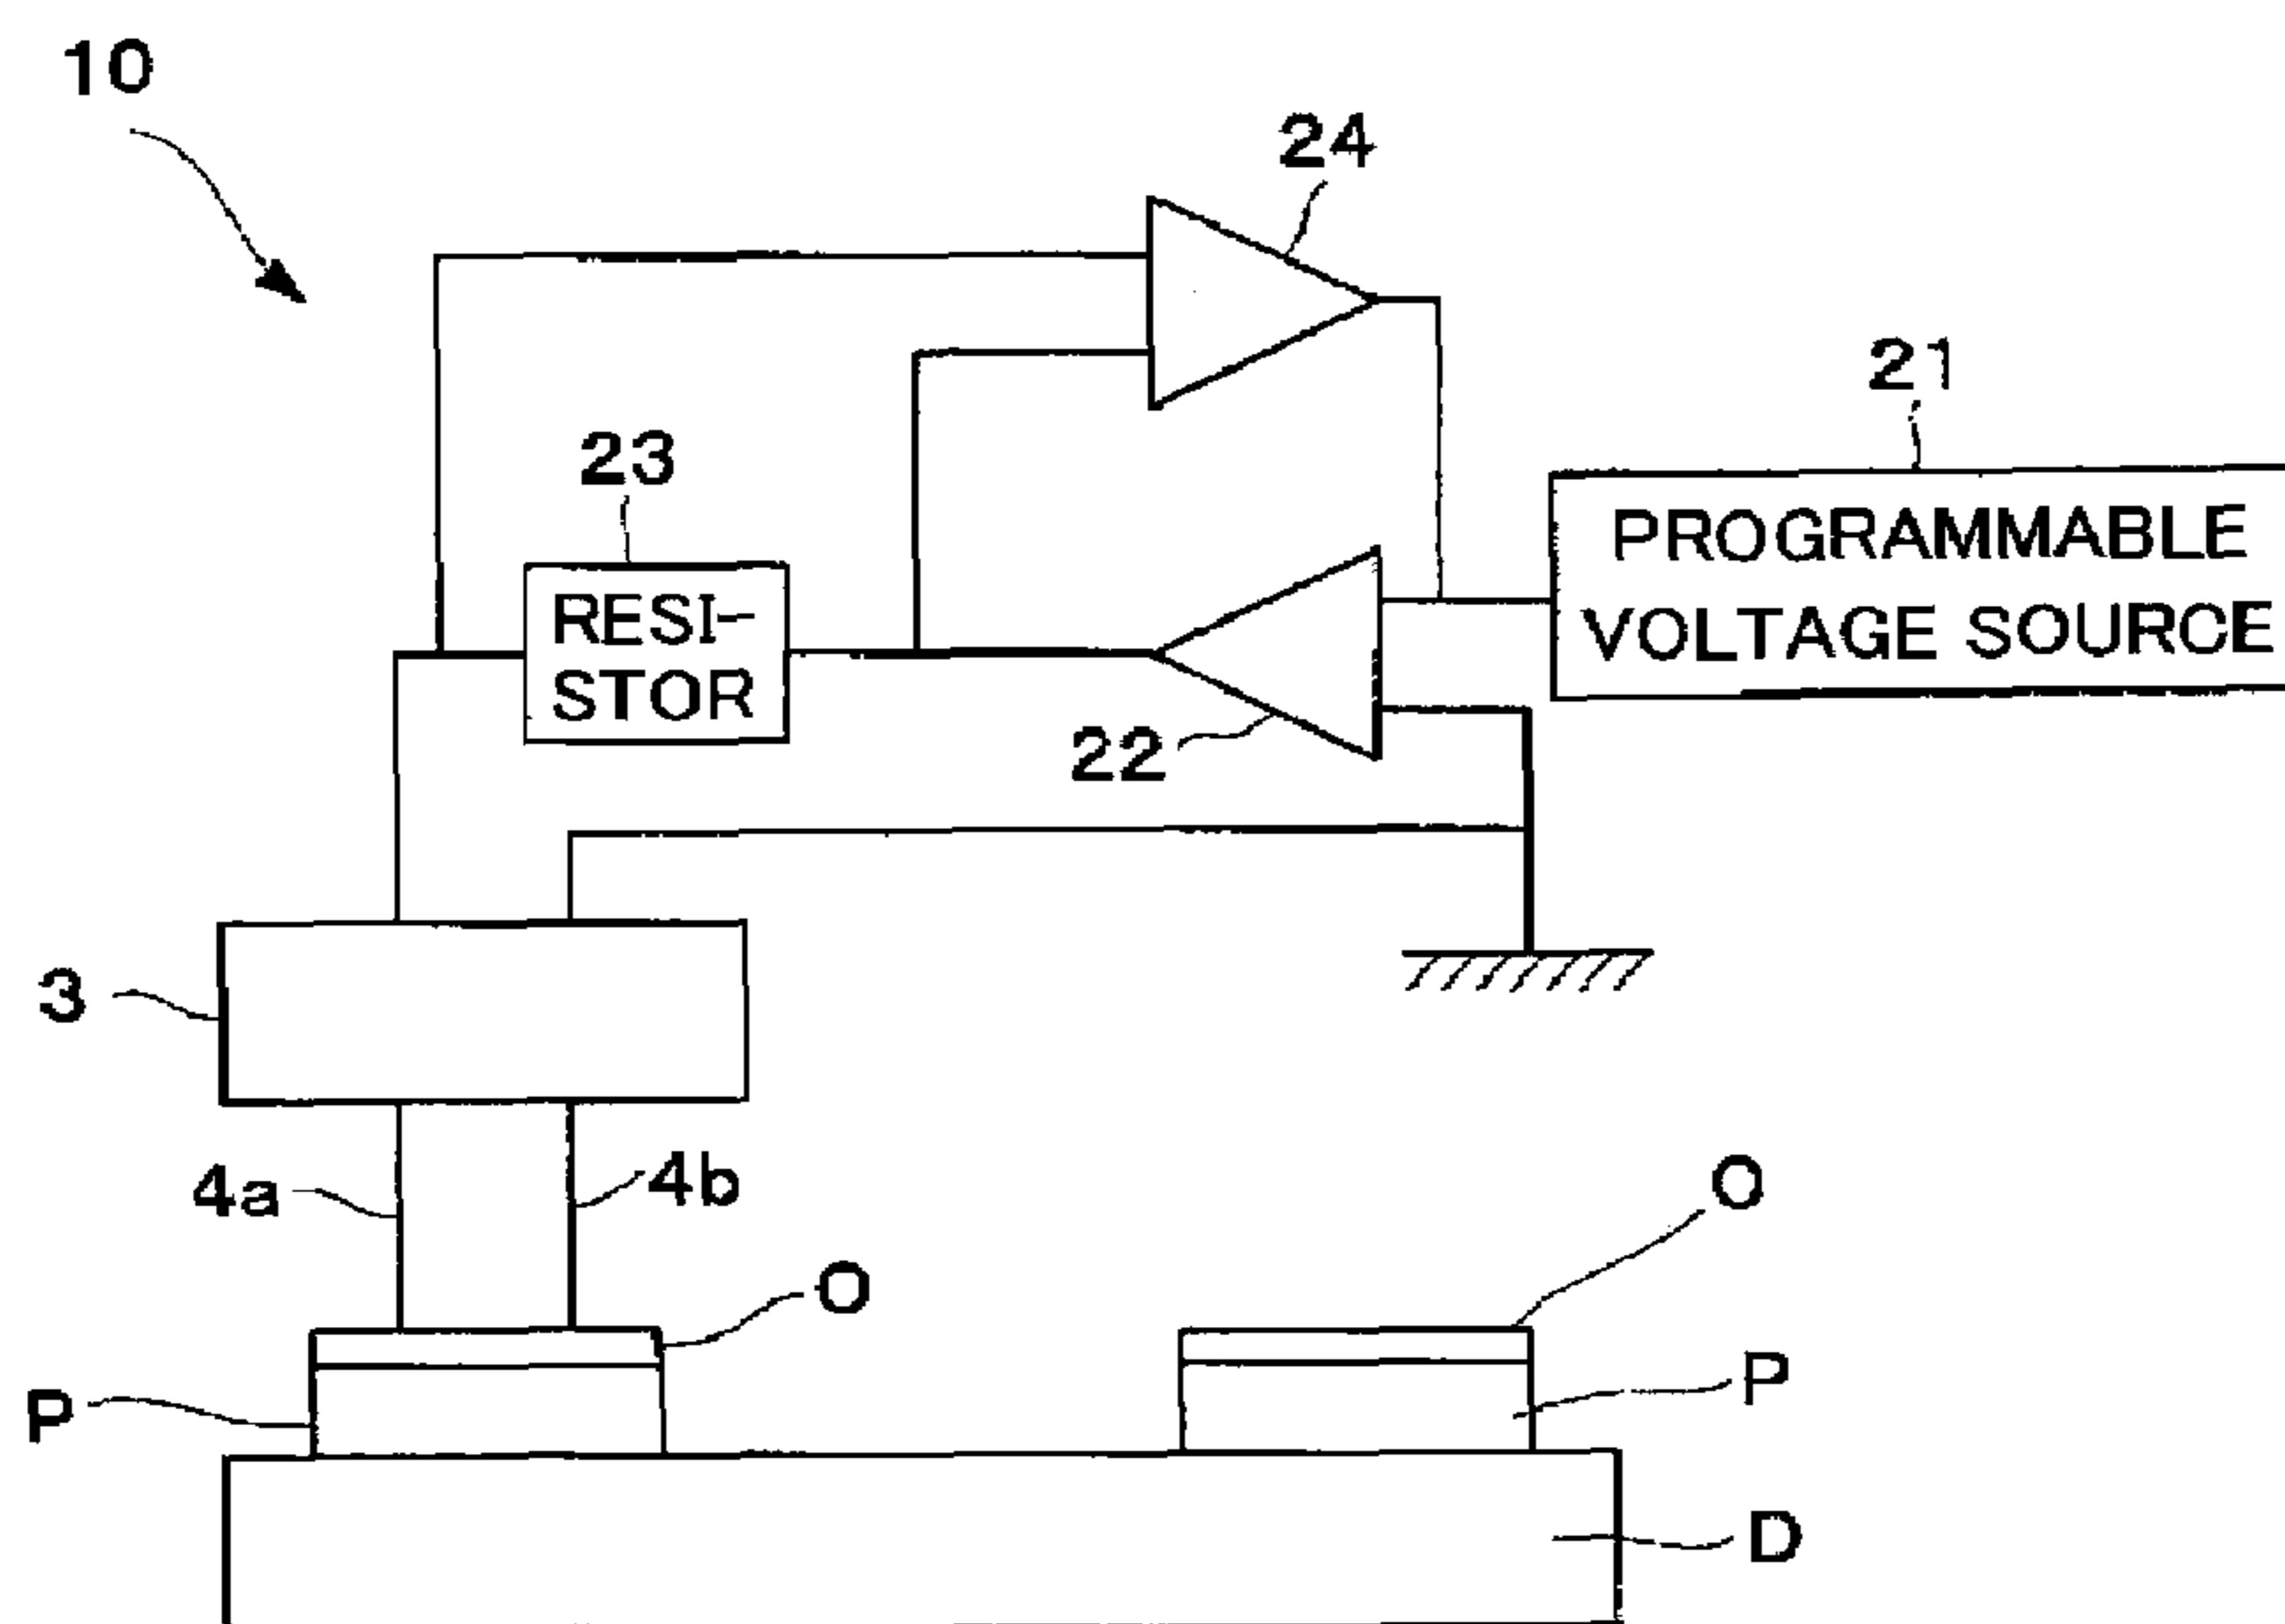 10
24
21
23
PROGRAMMABLE
VOLTAGE SOURCE
RESI-
STOR
22
3
4a
4b
O
O
P
P
D